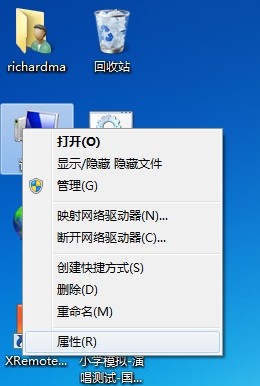 richardma
回收站
打开(O)
显示/隐藏 隐藏文件
管理(G)
映射网络驱动器(N)...
断开网络驱动器(C)...
创建快捷方式(S)
删除(D)
重命名(M)
属性(R)
XRemote...
小学模拟-演
唱测试-国...